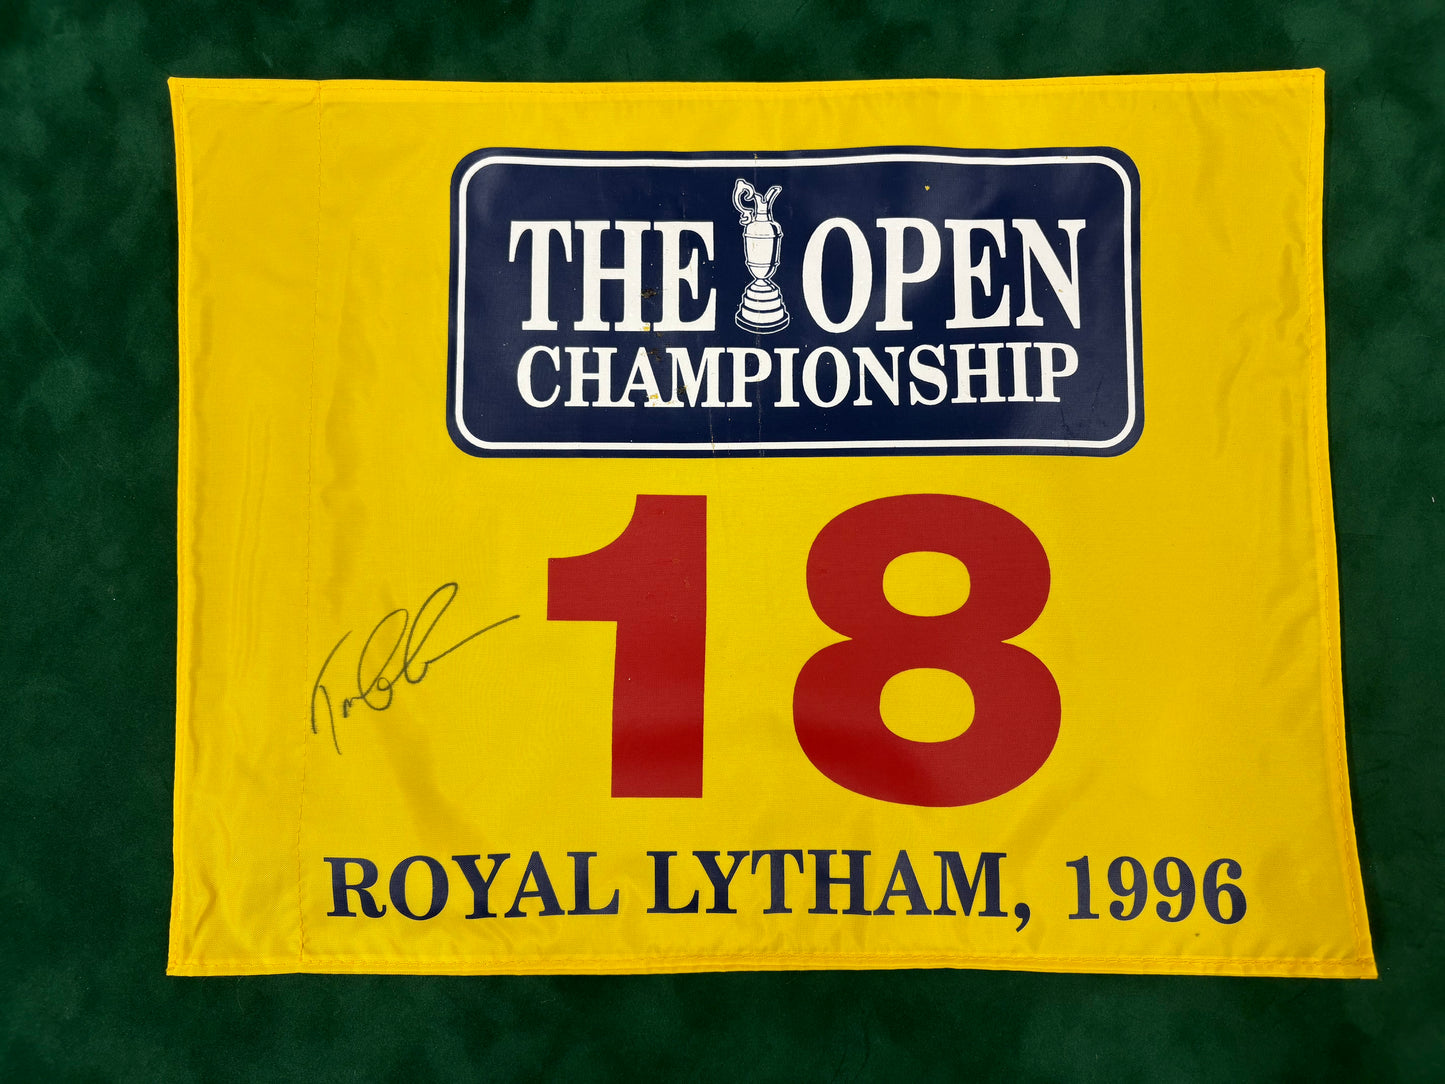 THE OPEN
CHAMPIONSHIP
18
ROYAL LYTHAM, 1996